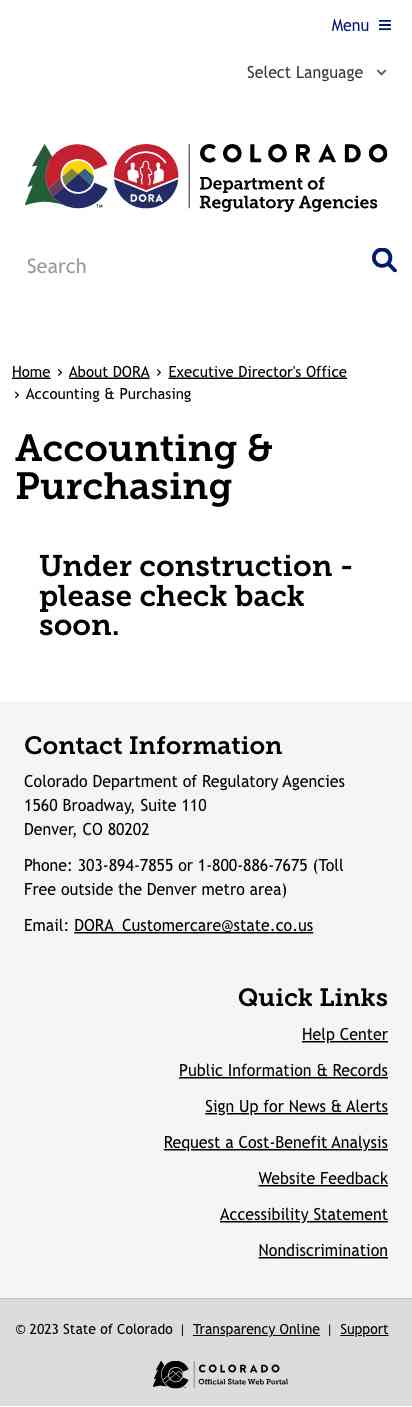 Menu
Select Language
DORA
COLORADO
Department of
Regulatory Agencies
Search
Home › About DORA › Executive Director's Office
› Accounting & Purchasing
Accounting &
Purchasing
Under construction -
please check back
soon.
Contact Information
Colorado Department of Regulatory Agencies
1560 Broadway, Suite 110
Denver, CO 80202
Phone: 303-894-7855 or 1-800-886-7675 (Toll
Free outside the Denver metro area)
Email: DORA_Customercare@state.co.us
Quick Links
Help Center
Public Information & Records
Sign Up for News & Alerts
Request a Cost-Benefit Analysis
Website Feedback
Accessibility Statement
Nondiscrimination
© 2023 State of Colorado | Transparency Online | Support
COLORADO
Official State Web Portal